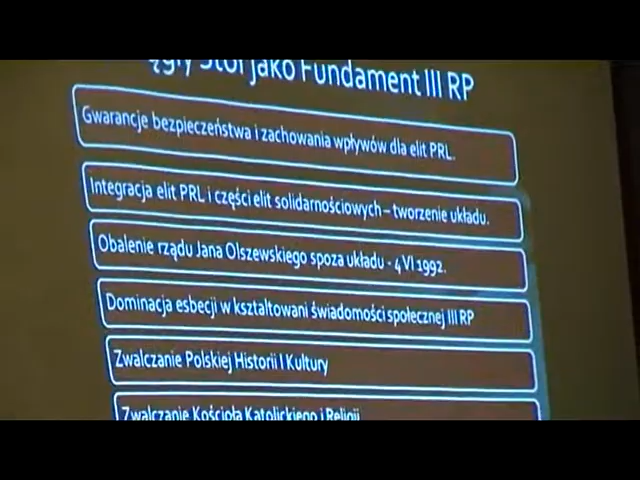 Stół jako Fundament III RP
Gwarancje bezpieczeństwa i zachowania wpływów dla elit PRL.
Integracja elit PRL i części elit solidarnościowych – tworzenie układu.
Obalenie rządu Jana Olszewskiego spoza układu - 4 VI 1992.
Dominacja esbecji w kształtowani świadomości społecznej III RP
Zwalczanie Polskiej Historii I Kultury
Zwalczanie Kościoła Katolickiego i Religii